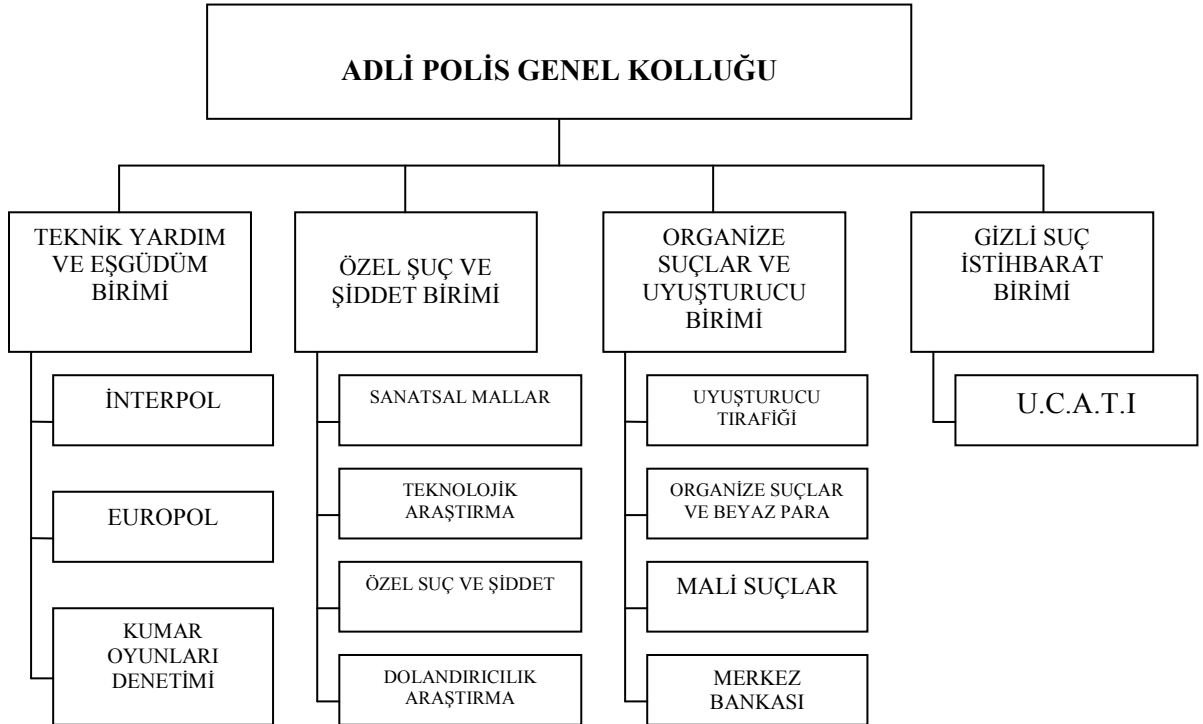 ADLİ POLİS GENEL KOLLUĞU
TEKNİK YARDIM
VE EŞGÜDÜM
BİRİMİ
İNTERPOL
EUROPOL
KUMAR
OYUNLARI
DENETİMİ
ÖZEL ŞUÇ VE
ŞİDDET BİRİMİ
SANATSAL MALLAR
TEKNOLOJİK
ARAŞTIRMA
ÖZEL SUÇ VE ŞİDDET
DOLANDIRICILIK
ARAŞTIRMA
ORGANİZE
SUÇLAR VE
UYUŞTURUCU
BİRİMİ
UYUŞTURUCU
TIRAFİĞİ
ORGANİZE SUÇLAR
VE BEYAZ PARA
MALİ SUÇLAR
MERKEZ
BANKASI
GİZLİ SUÇ
İSTİHBARAT
BİRİMİ
U.C.A.T.I